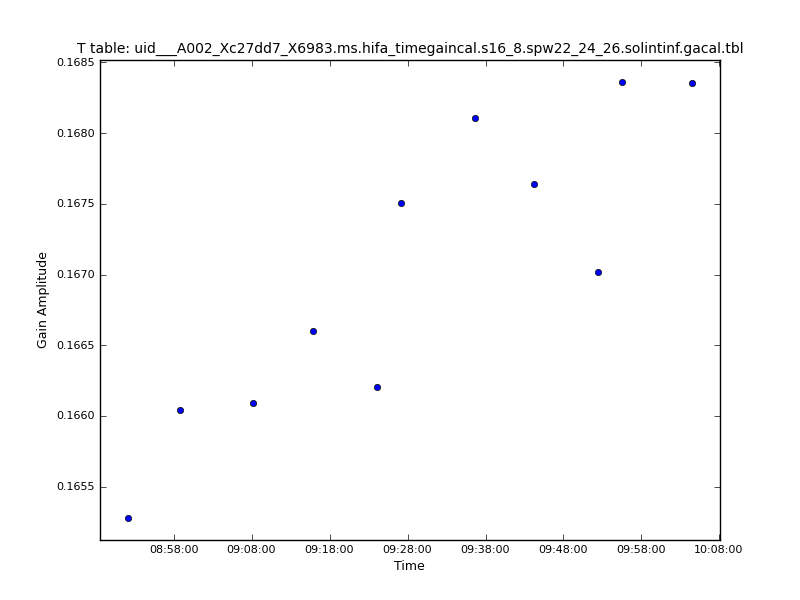 T table: uid___A002_Xc27dd7_X6983.ms.hifa_timegaincal.s16_8.spw22_24_26.solintinf.gacal.tbl
0.1685
0.1680
0.1675
0.1670
0.1665
0.1660
0.1655
Gain Amplitude
08:58:00 09:08:00 09:18:00 09:28:00 09:38:00 09:48:00 09:58:00 10:08:00
Time